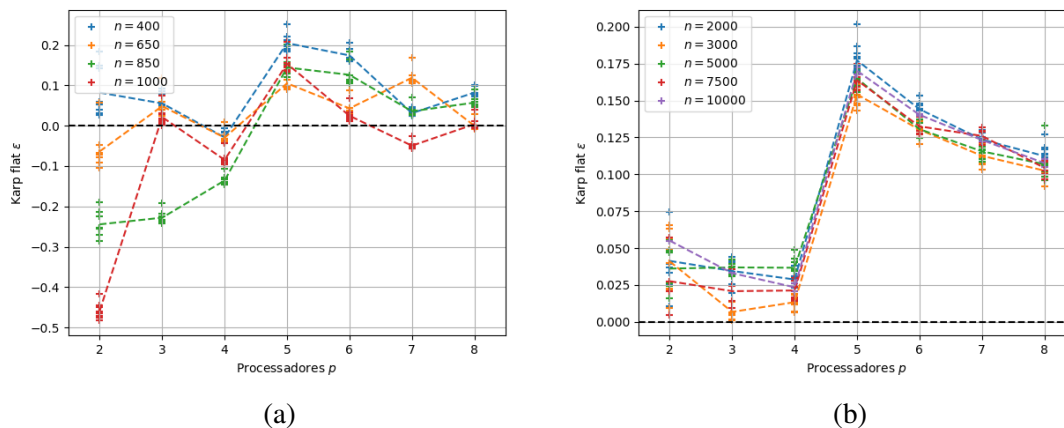 n = 400
n = 650
n = 850
n = 1000
Karp flat ε
0.2
0.1
0.0
−0.1
−0.2
−0.3
−0.4
−0.5
2 3 4 5 6 7 8
Processadores p
(a)
n = 2000
n = 3000
n = 5000
n = 7500
n = 10000
Karp flat ε
0.200
0.175
0.150
0.125
0.100
0.075
0.050
0.025
0.000
2 3 4 5 6 7 8
Processadores p
(b)